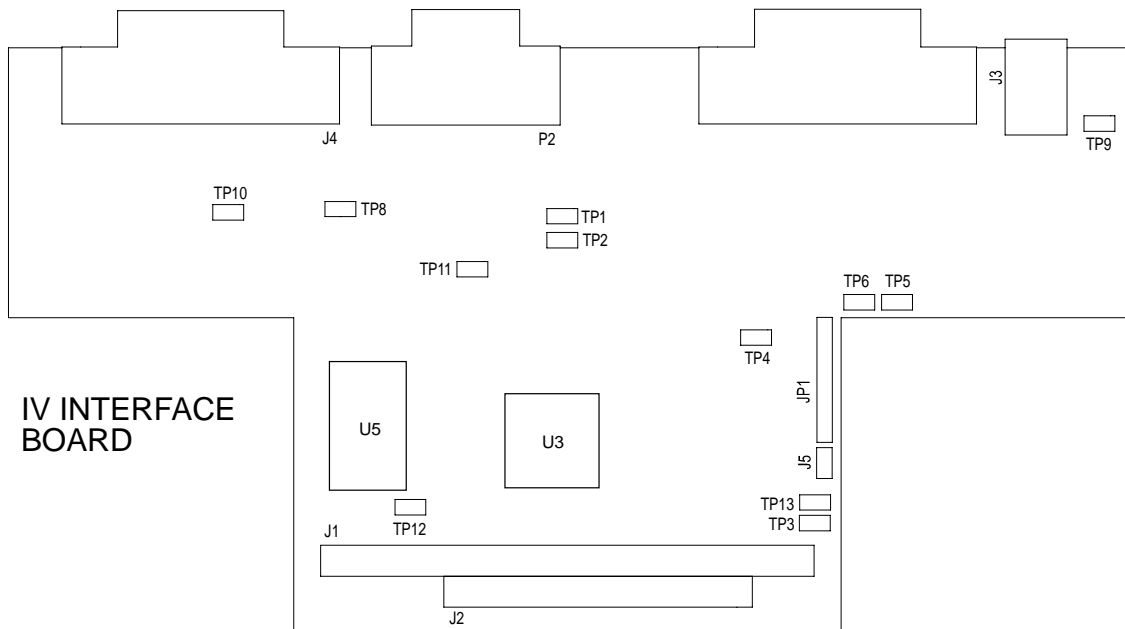 J3
J4
P2
TP9
TP10
TP8
TP1
TP2
TP11
TP6
TP5
TP4
JP1
IV INTERFACE
BOARD
U5
U3
J5
TP13
TP3
TP12
J1
J2